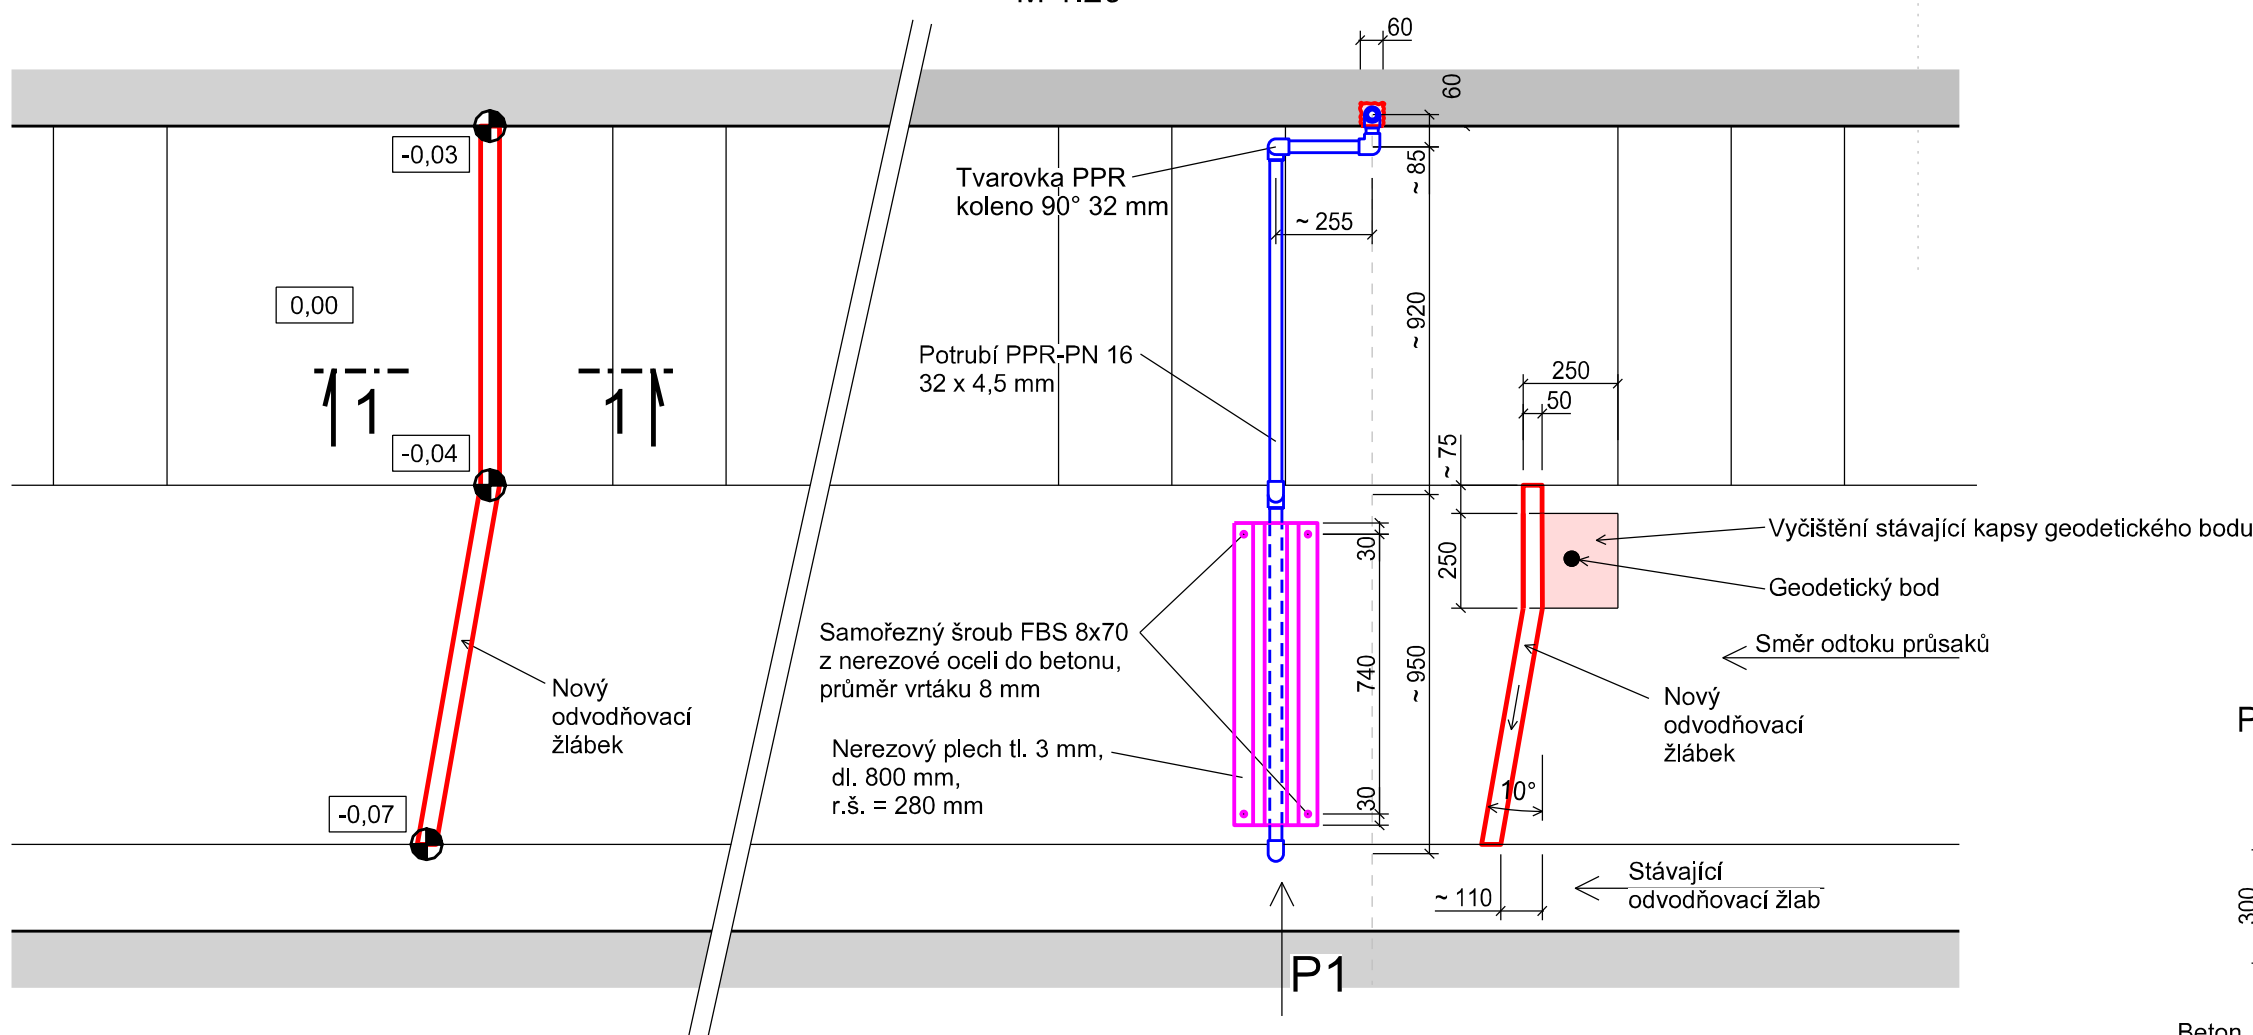 60
60
-0,03
~ 85
Tvarovka PPR
koleno 90° 32 mm
~ 255
0,00
~ 920
Potrubí PPR-PN 16
32 x 4,5 mm
250
50
1
1
-0,04
~ 75
Vyčištění stávající kapsy geodetického bodu
30
250
Geodetický bod
Samořezný šroub FBS 8x70
z nerezové oceli do betonu,
průměr vrtáku 8 mm
Směr odtoku průsaků
740
~ 950
Nový
odvodňovací
žlábek
Nový
odvodňovací
žlábek
Nerezový plech tl. 3 mm,
dl. 800 mm,
r.š. = 280 mm
30
10°
-0,07
Stávající
odvodňovací žlab
~ 110
300
P1
Beton